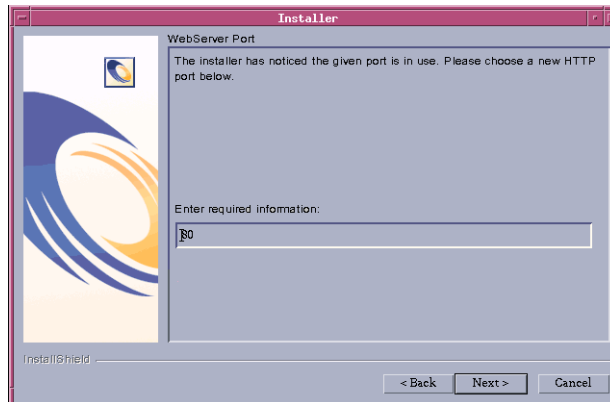 Installer
WebServer Port
The installer has noticed the given port is in use. Please choose a new HTTP
port below.
Enter required information:
80
InstallShield
< Back
Next >
Cancel